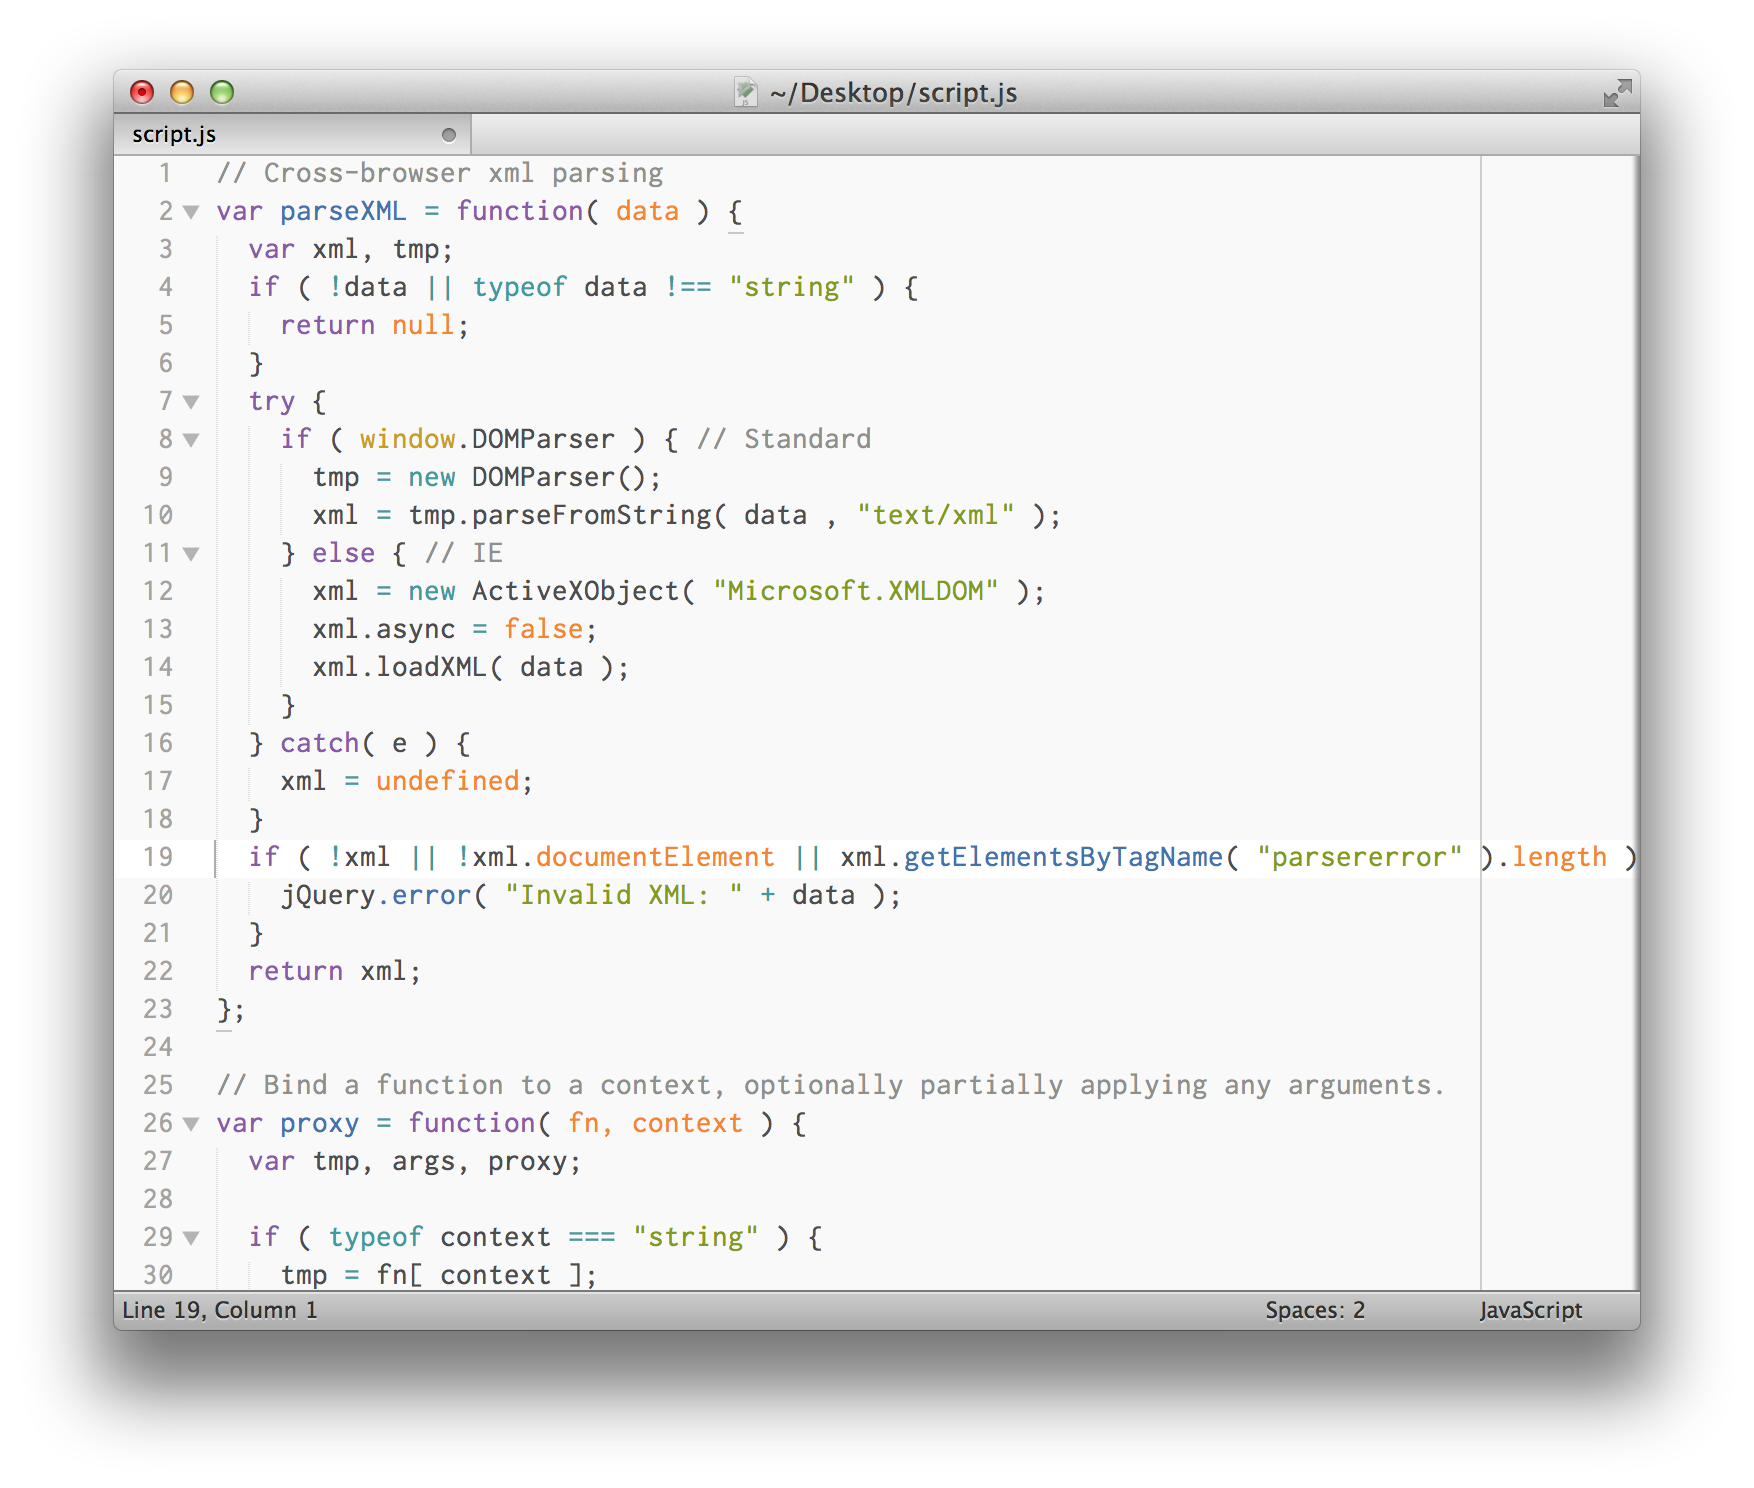 ~/Desktop/script.js
script.js
1 // Cross-browser xml parsing
2 var parseXML = function( data ) {
3   var xml, tmp;
4   if ( !data || typeof data !== "string" ) {
5     return null;
6   }
7   try {
8     if ( window.DOMParser ) { // Standard
9       tmp = new DOMParser();
10       xml = tmp.parseFromString( data , "text/xml" );
11     } else { // IE
12       xml = new ActiveXObject( "Microsoft.XMLDOM" );
13       xml.async = false;
14       xml.loadXML( data );
15     }
16   } catch( e ) {
17     xml = undefined;
18   }
19   if ( !xml || !xml.documentElement || xml.getElementsByTagName( "parsererror" ).length )
20     jQuery.error( "Invalid XML: " + data );
21   }
22   return xml;
23 };
24
25 // Bind a function to a context, optionally partially applying any arguments.
26 var proxy = function( fn, context ) {
27   var tmp, args, proxy;
28
29   if ( typeof context === "string" ) {
30     tmp = fn[ context ];
Line 19, Column 1 Spaces: 2 JavaScript